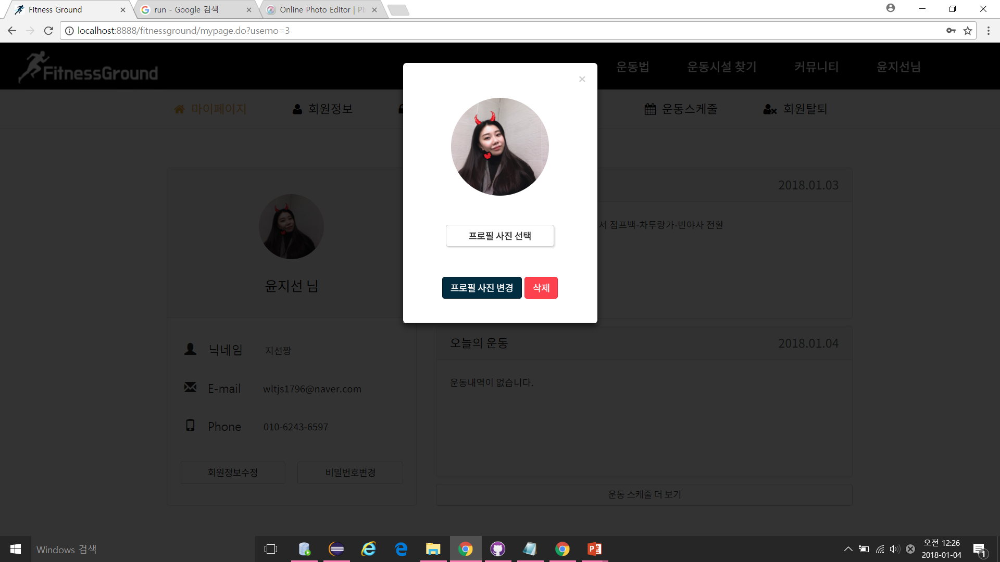 Fitness Ground
run - Google 검색
Online Photo Editor | Pi
localhost:8888/fitnessground/mypage.do?userno=3
FitnessGround
운동법
운동시설 찾기
커뮤니티
윤지선님
마이페이지
회원정보
운동스케줄
회원탈퇴
프로필 사진 선택
프로필 사진 변경
삭제
윤지선 님
닉네임 지선짱
E-mail wltjs1796@naver.com
Phone 010-6243-6597
회원정보수정
비밀번호변경
2018.01.03
서 점프백-차투랑가-빈야사 전환
오늘의 운동
2018.01.04
운동내역이 없습니다.
운동 스케줄 더 보기
Windows 검색
오전 12:26
2018-01-04
1